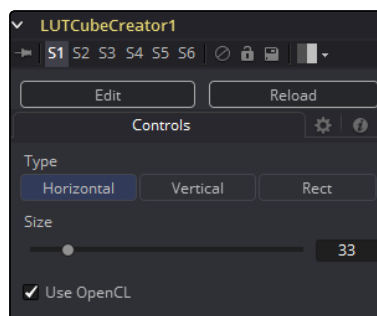 LUTCubeCreator1
S1 S2 S3 S4 S5 S6
Edit Reload
Controls
Type
Horizontal Vertical Rect
Size
33
Use OpenCL